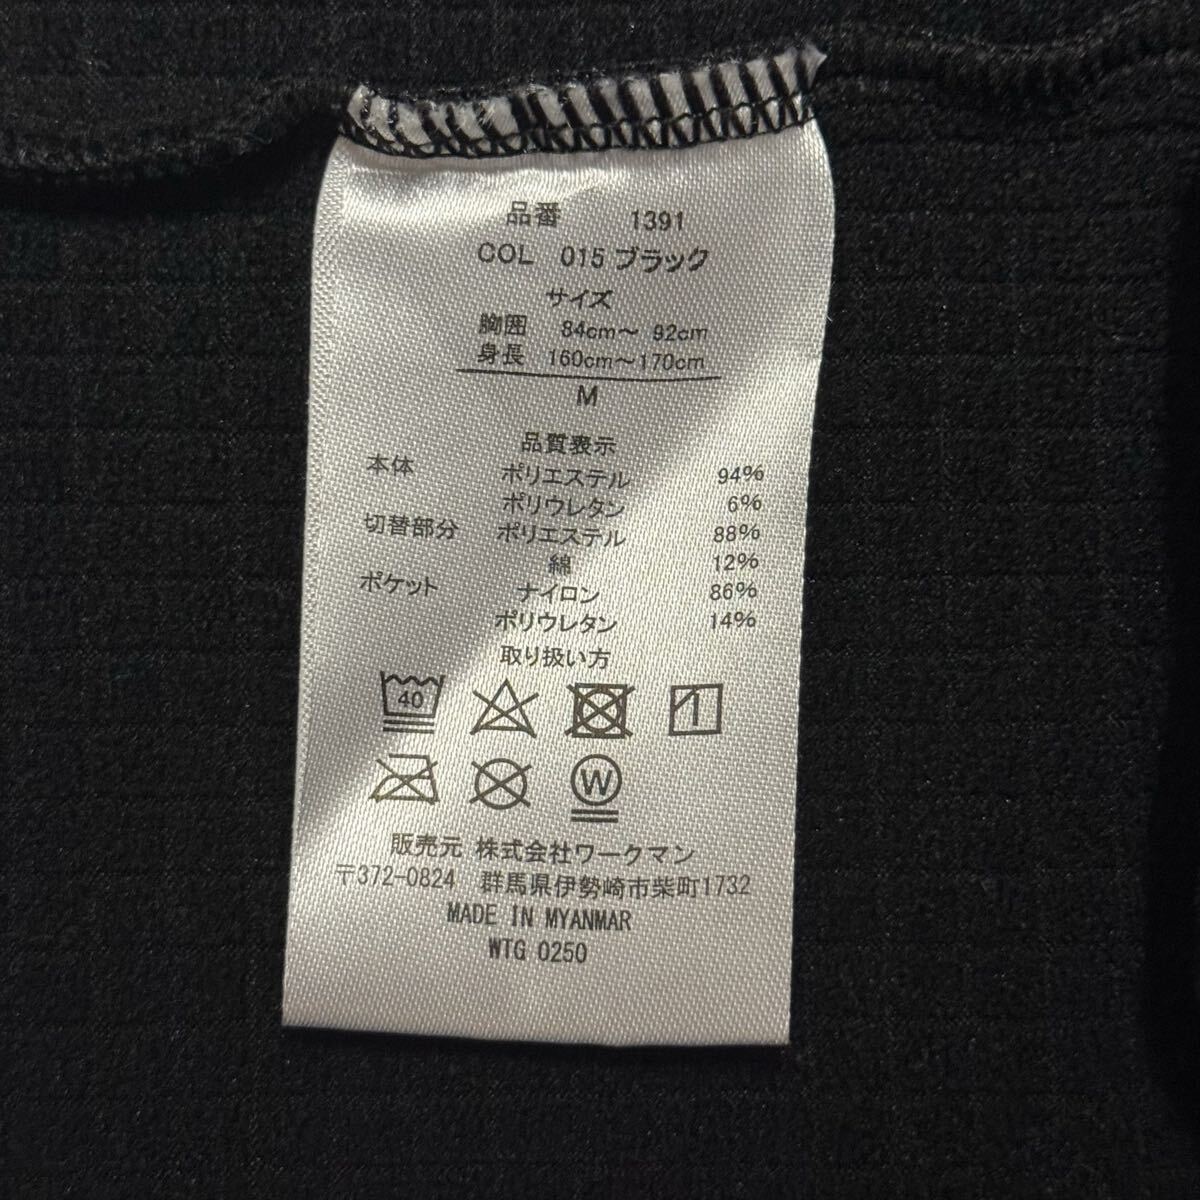 品番 1391
COL 015 ブラック
サイズ
胸囲 84cm～ 92cm
身長 160cm～170cm
M
品質表示
本体 ポリエステル 94%
ポリウレタン 6%
切替部分 ポリエステル 88%
綿 12%
ポケット ナイロン 86%
ポリウレタン 14%
取り扱い方
40
W
販売元 株式会社ワークマン
〒372-0824 群馬県伊勢崎市柴町1732
MADE IN MYANMAR
WTG 0250